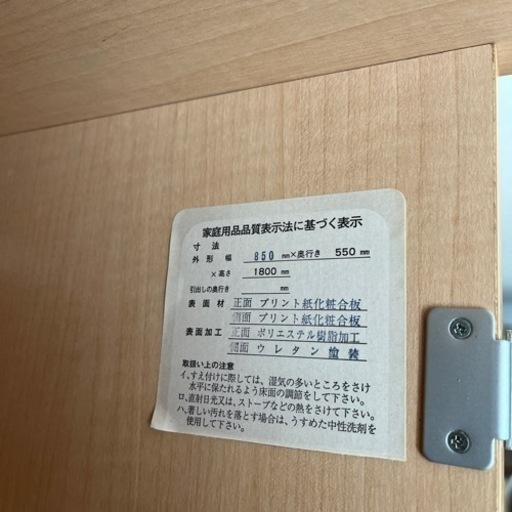 家庭用品品質表示法に基づく表示
寸法
外形 幅 850 mm×奥行き 550 mm
×高さ 1800 mm
引出しの奥行き mm
表面材 正面 プリント紙化粧合板
側面 プリント紙化粧合板
表面加工 正面 ポリエステル樹脂加工
側面 ウレタン塗装
取扱い上の注意
イ、すえ付けに際しては、湿気の多いところをさけ
水平に保たれるよう床面の調節をして下さい。
ロ、直射日光又は、ストーブなどの熱をさけて下さい。
ハ、著しい汚れを落とす場合は、うすめた中性洗剤を
使用して下さい。